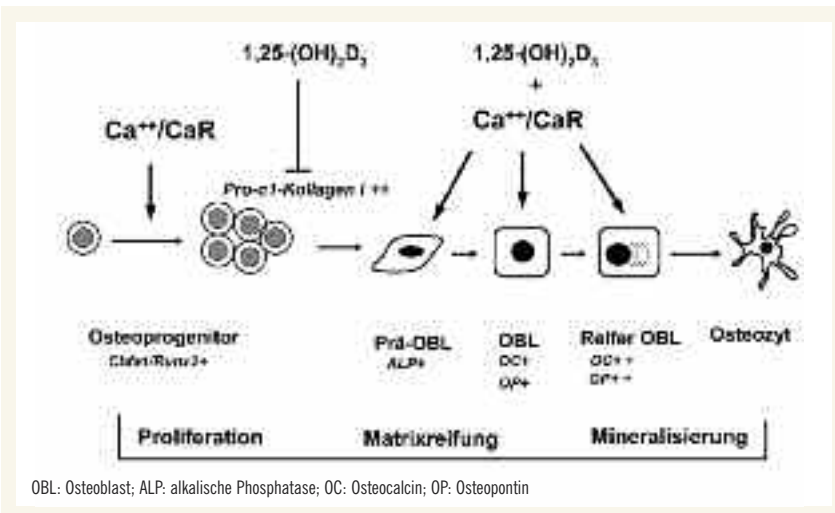 1,25-(OH)₂D₃ 1,25-(OH)₂D₃
+
Ca⁺⁺/CaR Ca⁺⁺/CaR
Pro-α1-Kollagen I ++
Osteoprogenitor Prä-OBL OBL Reifer OBL Osteozyt
ALP+ OC+ OC++
OP+ OP++
Proliferation Matrixreifung Mineralisierung
OBL: Osteoblast; ALP: alkalische Phosphatase; OC: Osteocalcin; OP: Osteopontin